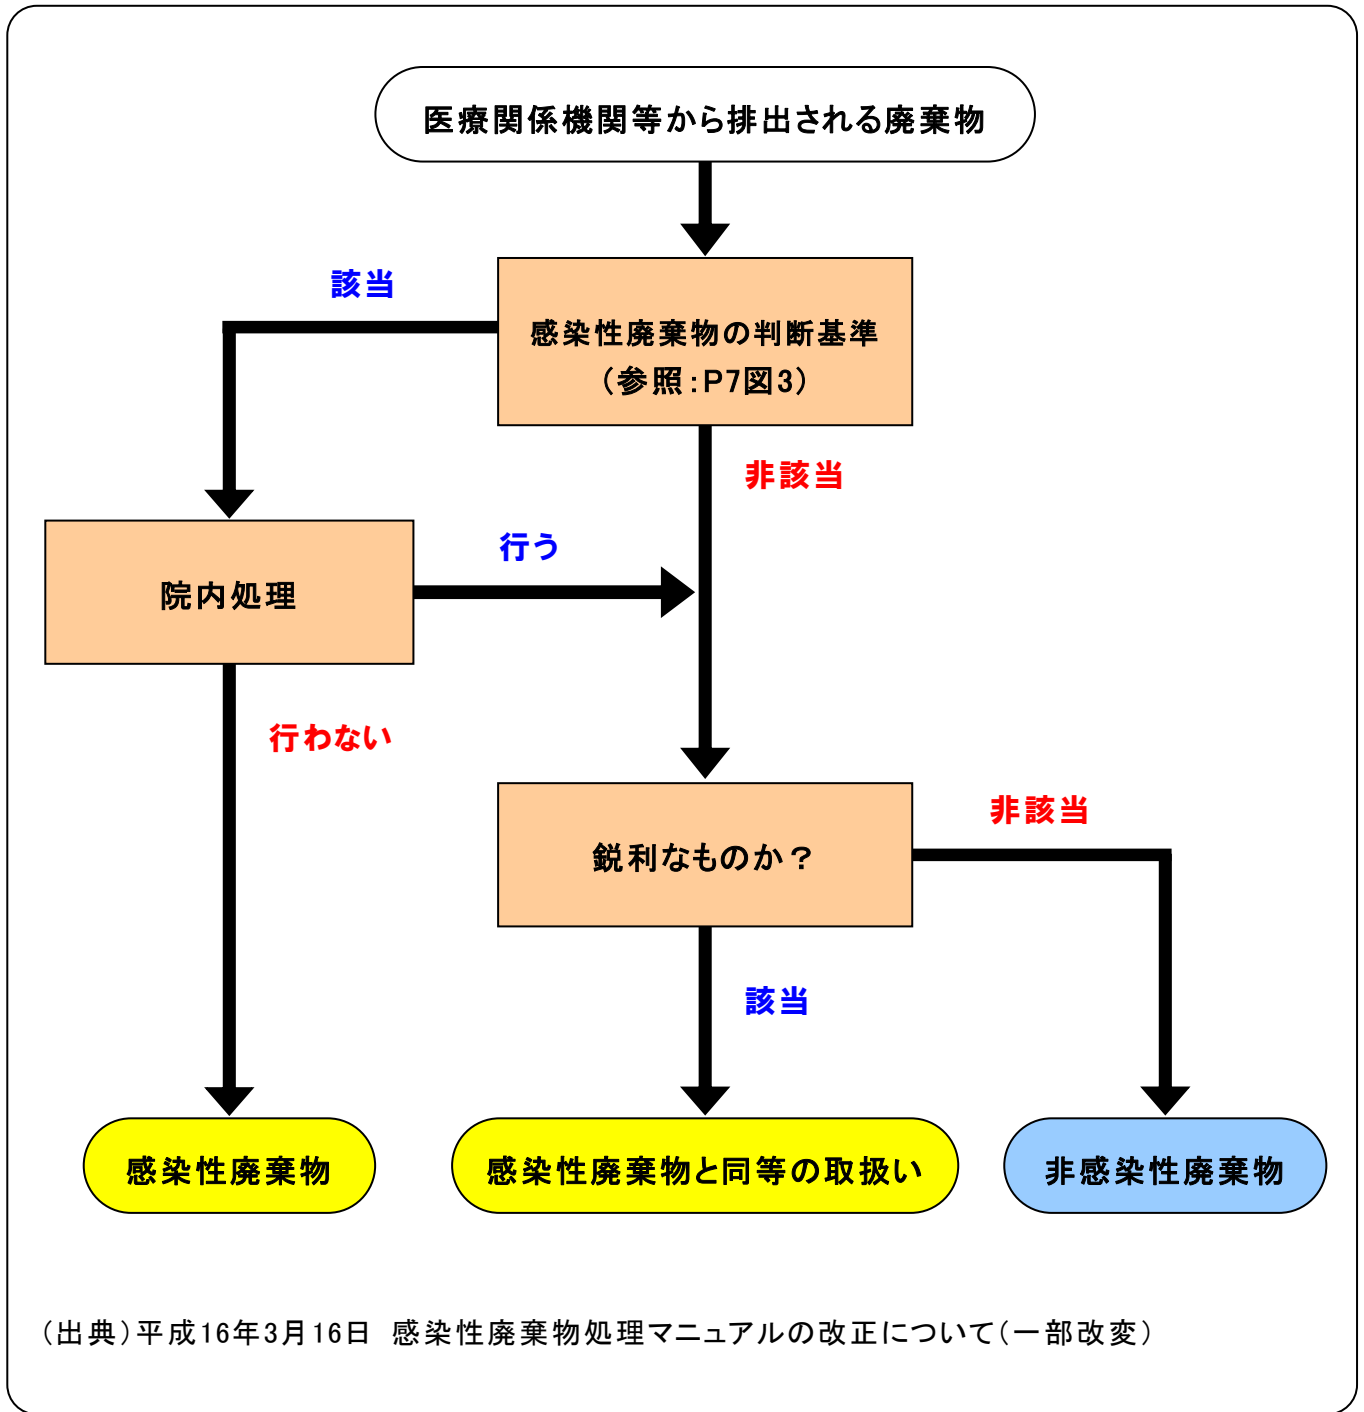 医療関係機関等から排出される廃棄物
該当
感染性廃棄物の判断基準
（参照：P7図3）
非該当
行う
院内処理
行わない
非該当
鋭利なものか？
該当
感染性廃棄物
感染性廃棄物と同等の取扱い
非感染性廃棄物
（出典）平成16年3月16日　感染性廃棄物処理マニュアルの改正について（一部改変）